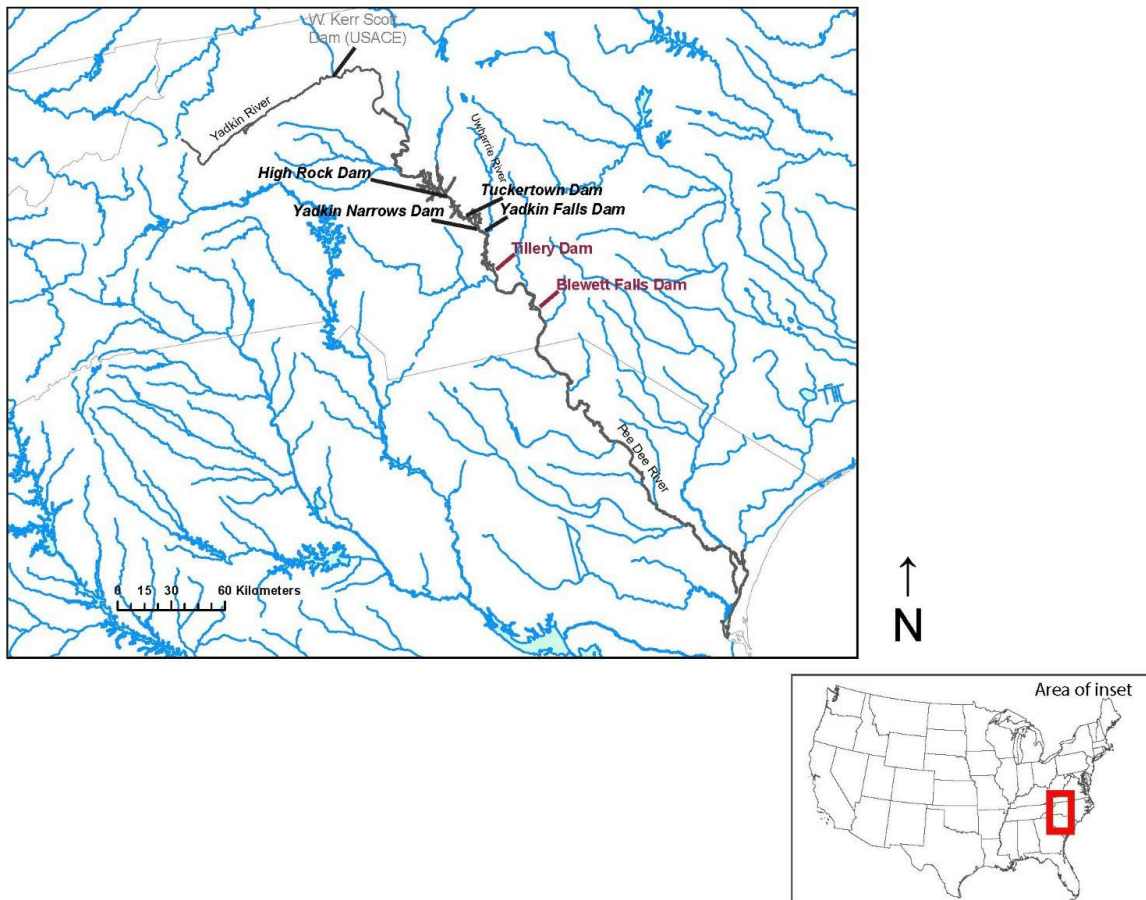 W. Kerr Scott
Dam (USACE)
Yadkin River
Uwharrie River
High Rock Dam
Tuckertown Dam
Yadkin Narrows Dam
Yadkin Falls Dam
Tillery Dam
Blewett Falls Dam
Pee Dee River
0 15 30 60 Kilometers
N
Area of inset